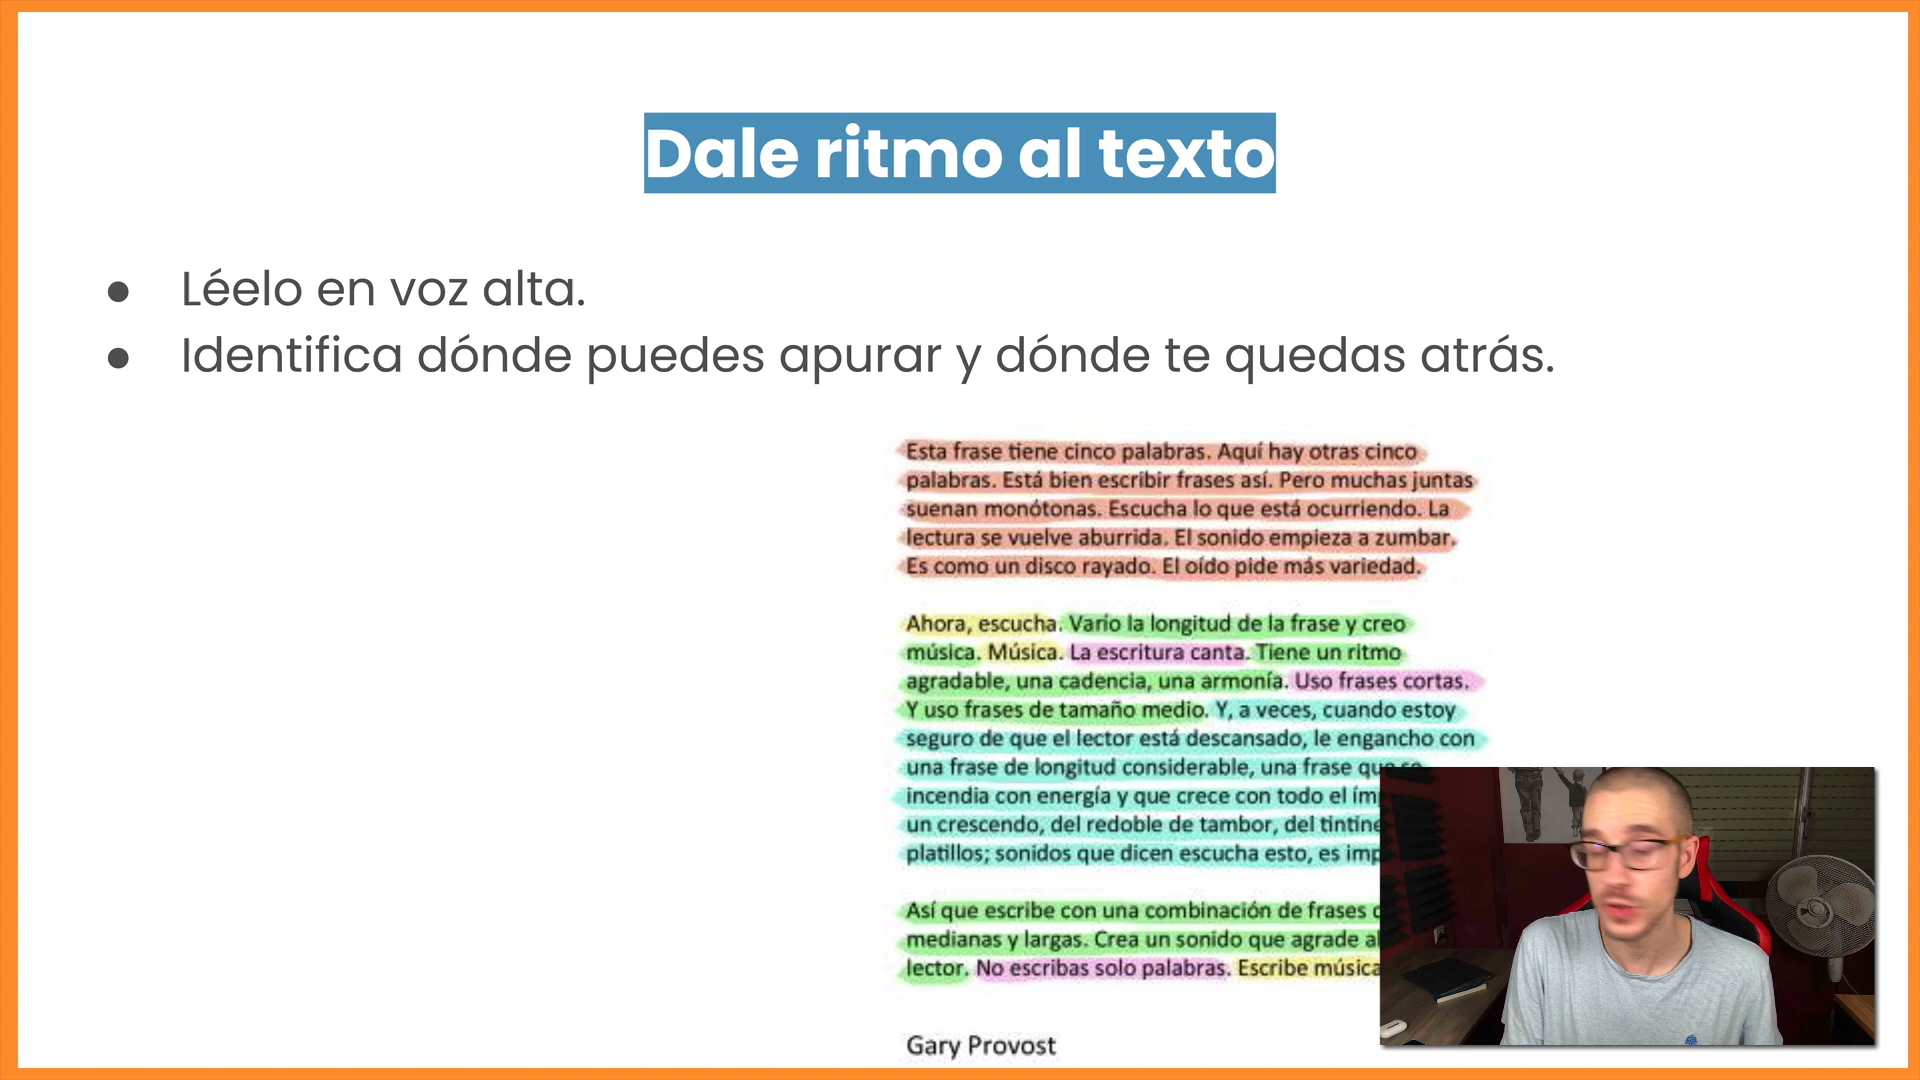 Dale ritmo al texto
● Léelo en voz alta.
● Identifica dónde puedes apurar y dónde te quedas atrás.
Esta frase tiene cinco palabras. Aquí hay otras cinco
palabras. Está bien escribir frases así. Pero muchas juntas
suenan monótonas. Escucha lo que está ocurriendo. La
lectura se vuelve aburrida. El sonido empieza a zumbar.
Es como un disco rayado. El oído pide más variedad.
Ahora, escucha. Varío la longitud de la frase y creo
música. Música. La escritura canta. Tiene un ritmo
agradable, una cadencia, una armonía. Uso frases cortas.
Y uso frases de tamaño medio. Y, a veces, cuando estoy
seguro de que el lector está descansado, le engancho con
una frase de longitud considerable, una frase que
incendia con energía y que crece con todo el
un crescendo, del redoble de tambor, del
platillos; sonidos que dicen escucha esto, es
Así que escribe con una combinación de frases
medianas y largas. Crea un sonido que agrade
lector. No escribas solo palabras. Escribe música
Gary Provost